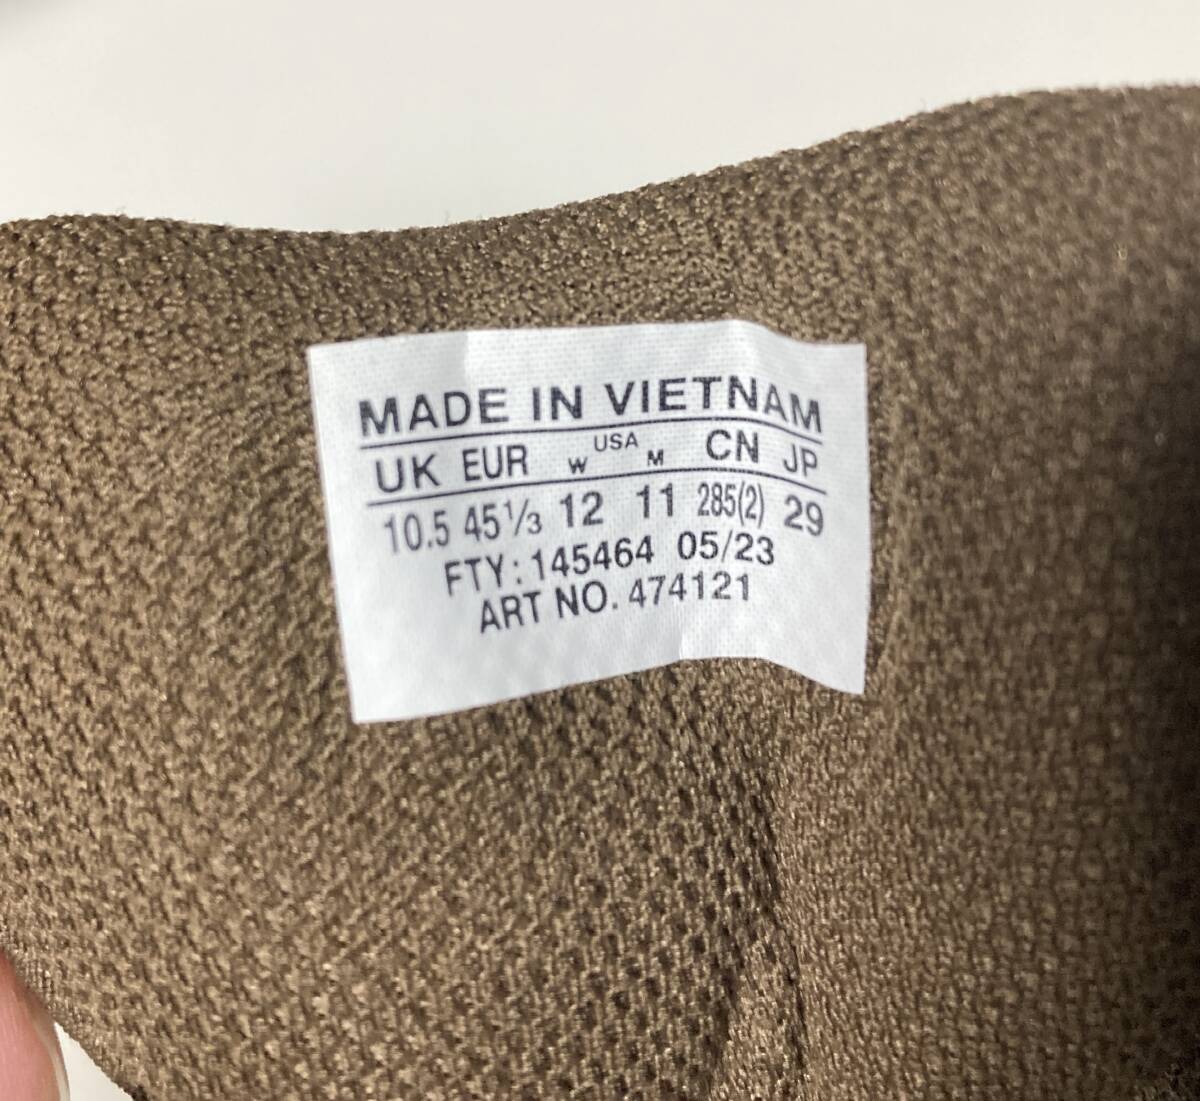 MADE IN VIETNAM
UK EUR W USA M CN JP
10.5 45⅓ 12 11 285(2) 29
FTY: 145464 05/23
ART NO. 474121